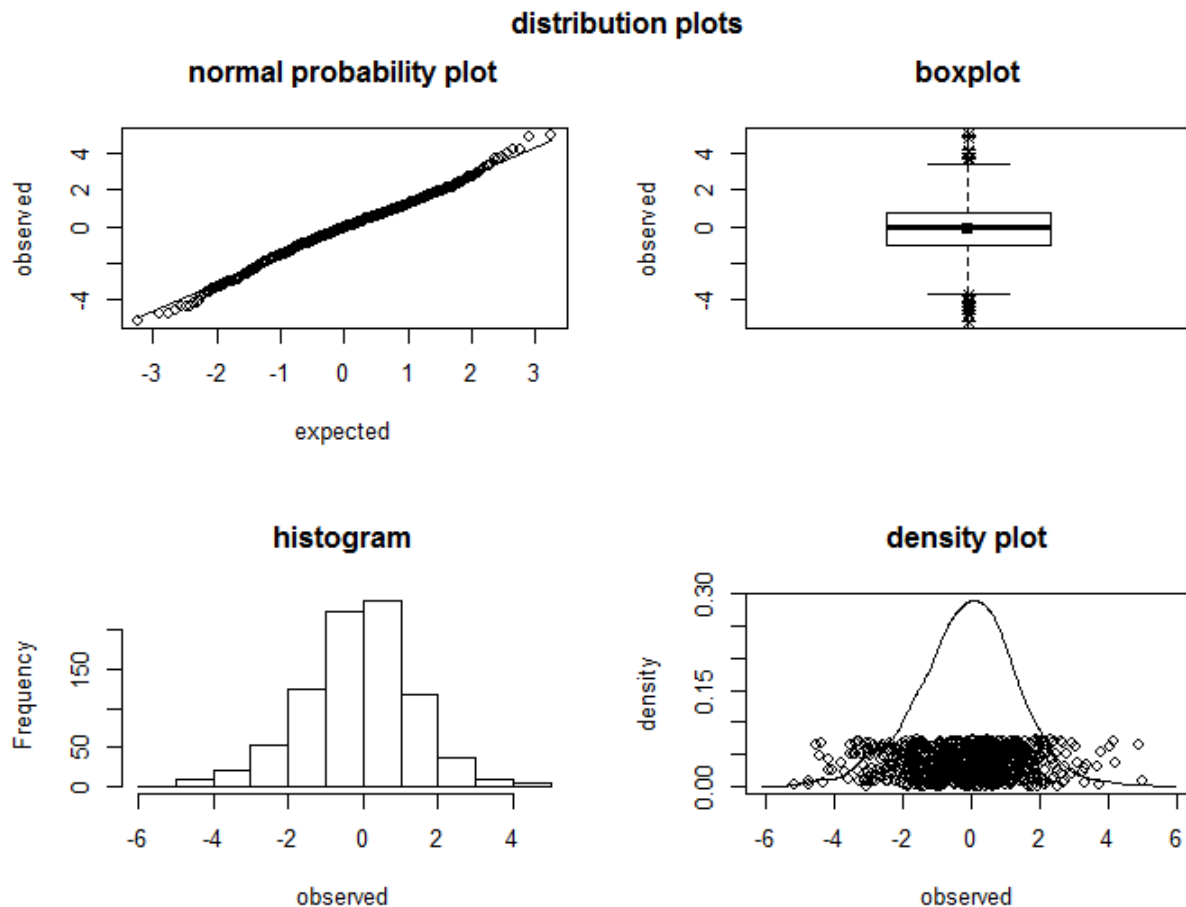 distribution plots
normal probability plot
boxplot
observed
4
2
0
-4
-3
-2
-1
0
1
2
3
expected
observed
4
2
0
-4
histogram
density plot
Frequency
150
50
0
-6
-4
-2
0
2
4
observed
density
0.30
0.15
0.00
-6
-4
-2
0
2
4
6
observed